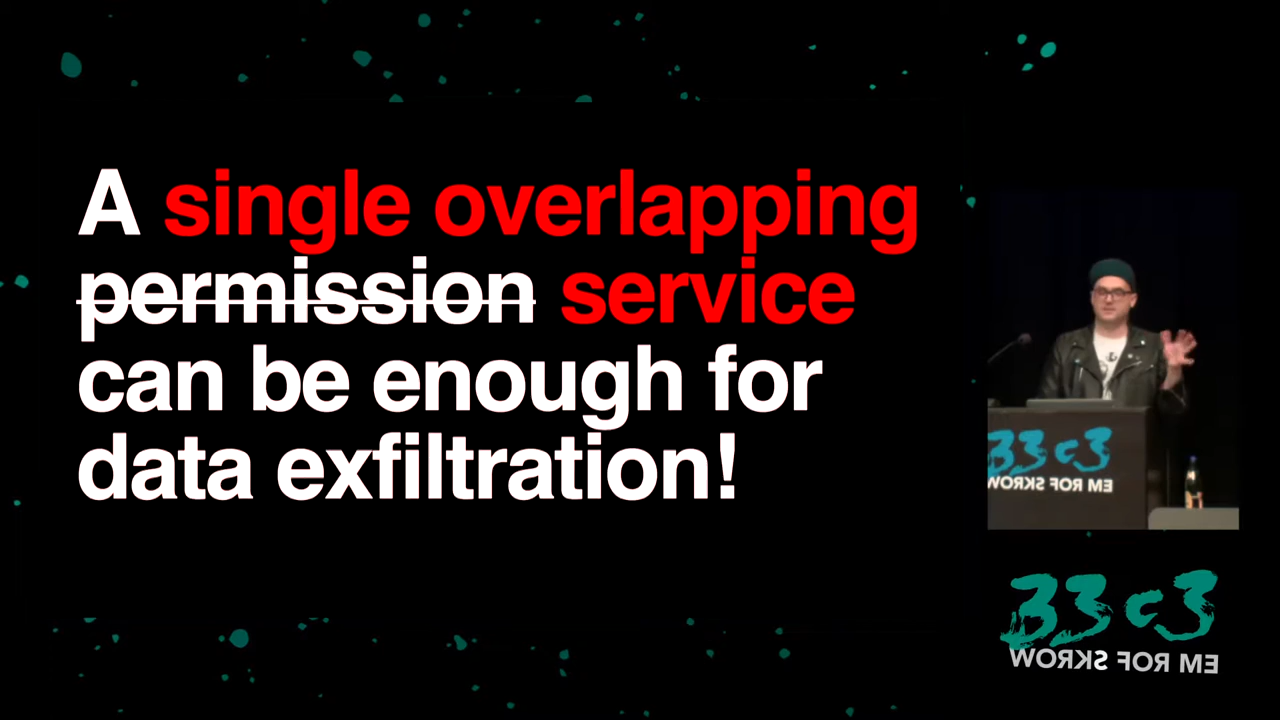 A single overlapping
permission service
can be enough for
data exfiltration!
33c3
WORKS FOR ME
33c3
WORKS FOR ME